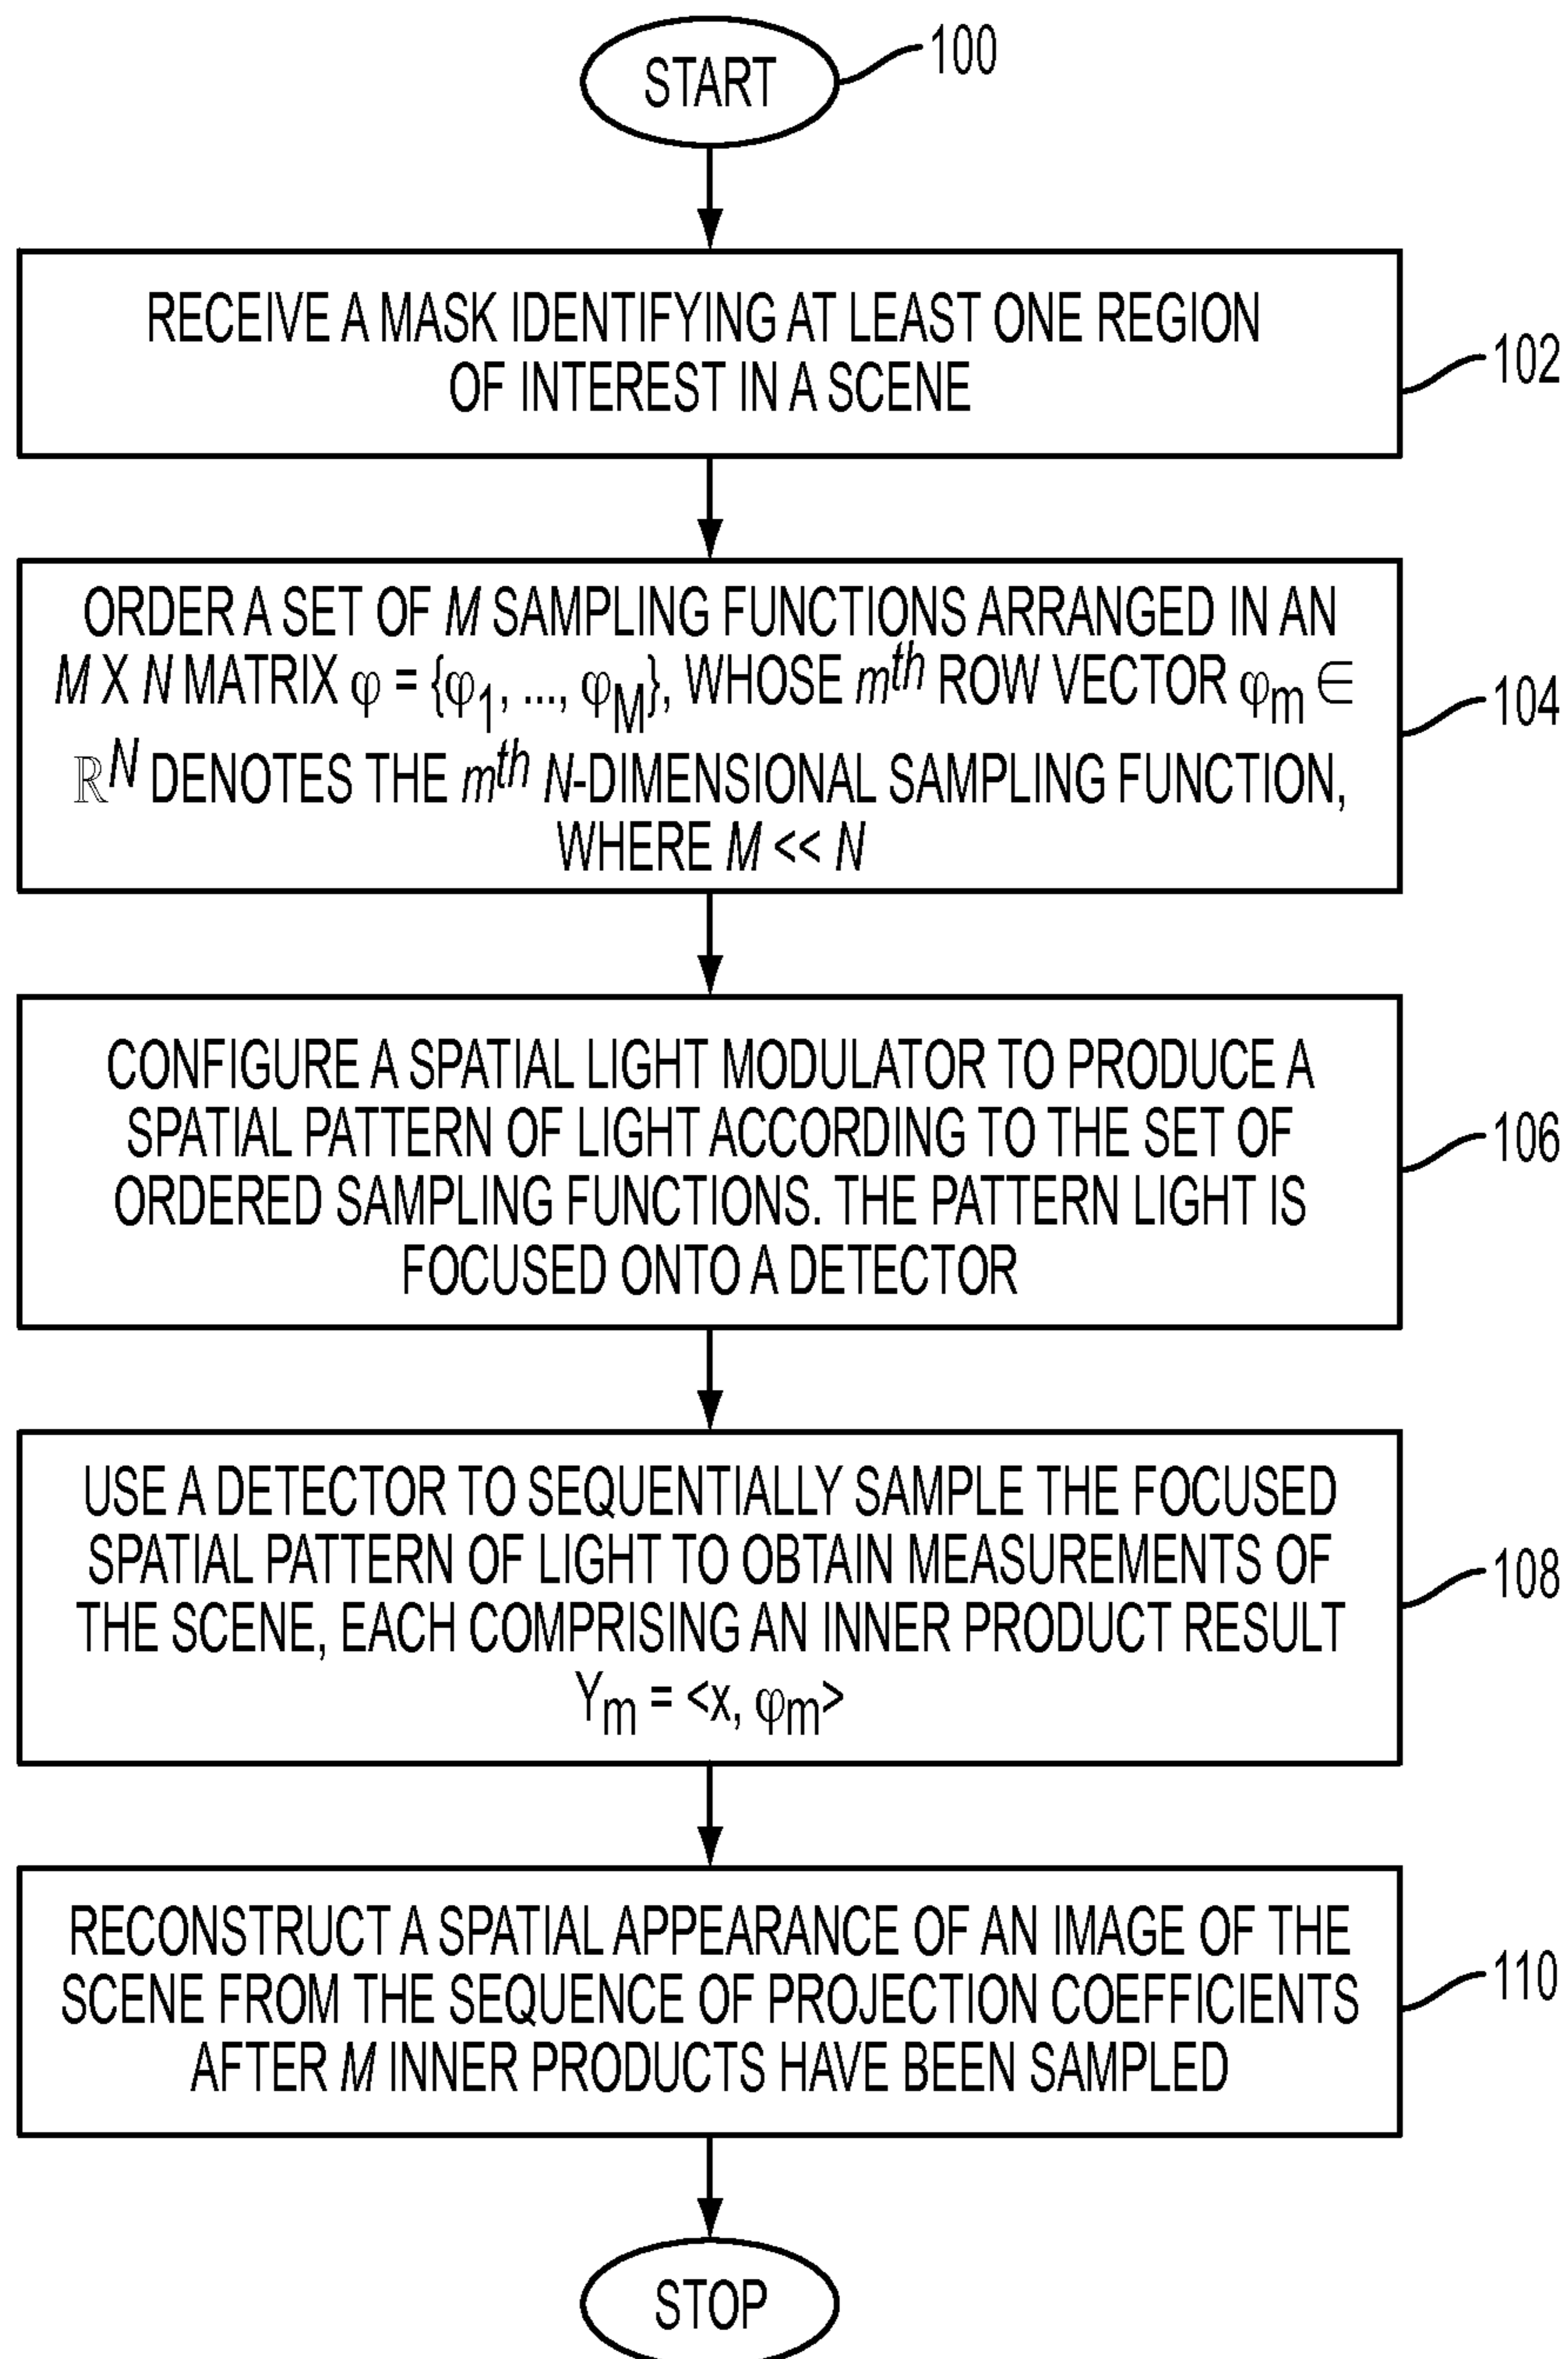 START
100
RECEIVE A MASK IDENTIFYING AT LEAST ONE REGION
OF INTEREST IN A SCENE
102
ORDER A SET OF M SAMPLING FUNCTIONS ARRANGED IN AN
M X N MATRIX φ = {φ1, ..., φM}, WHOSE mth ROW VECTOR φm ∈
ℝN DENOTES THE mth N-DIMENSIONAL SAMPLING FUNCTION,
WHERE M << N
104
CONFIGURE A SPATIAL LIGHT MODULATOR TO PRODUCE A
SPATIAL PATTERN OF LIGHT ACCORDING TO THE SET OF
ORDERED SAMPLING FUNCTIONS. THE PATTERN LIGHT IS
FOCUSED ONTO A DETECTOR
106
USE A DETECTOR TO SEQUENTIALLY SAMPLE THE FOCUSED
SPATIAL PATTERN OF LIGHT TO OBTAIN MEASUREMENTS OF
THE SCENE, EACH COMPRISING AN INNER PRODUCT RESULT
Ym = <x, φm>
108
RECONSTRUCT A SPATIAL APPEARANCE OF AN IMAGE OF THE
SCENE FROM THE SEQUENCE OF PROJECTION COEFFICIENTS
AFTER M INNER PRODUCTS HAVE BEEN SAMPLED
110
STOP